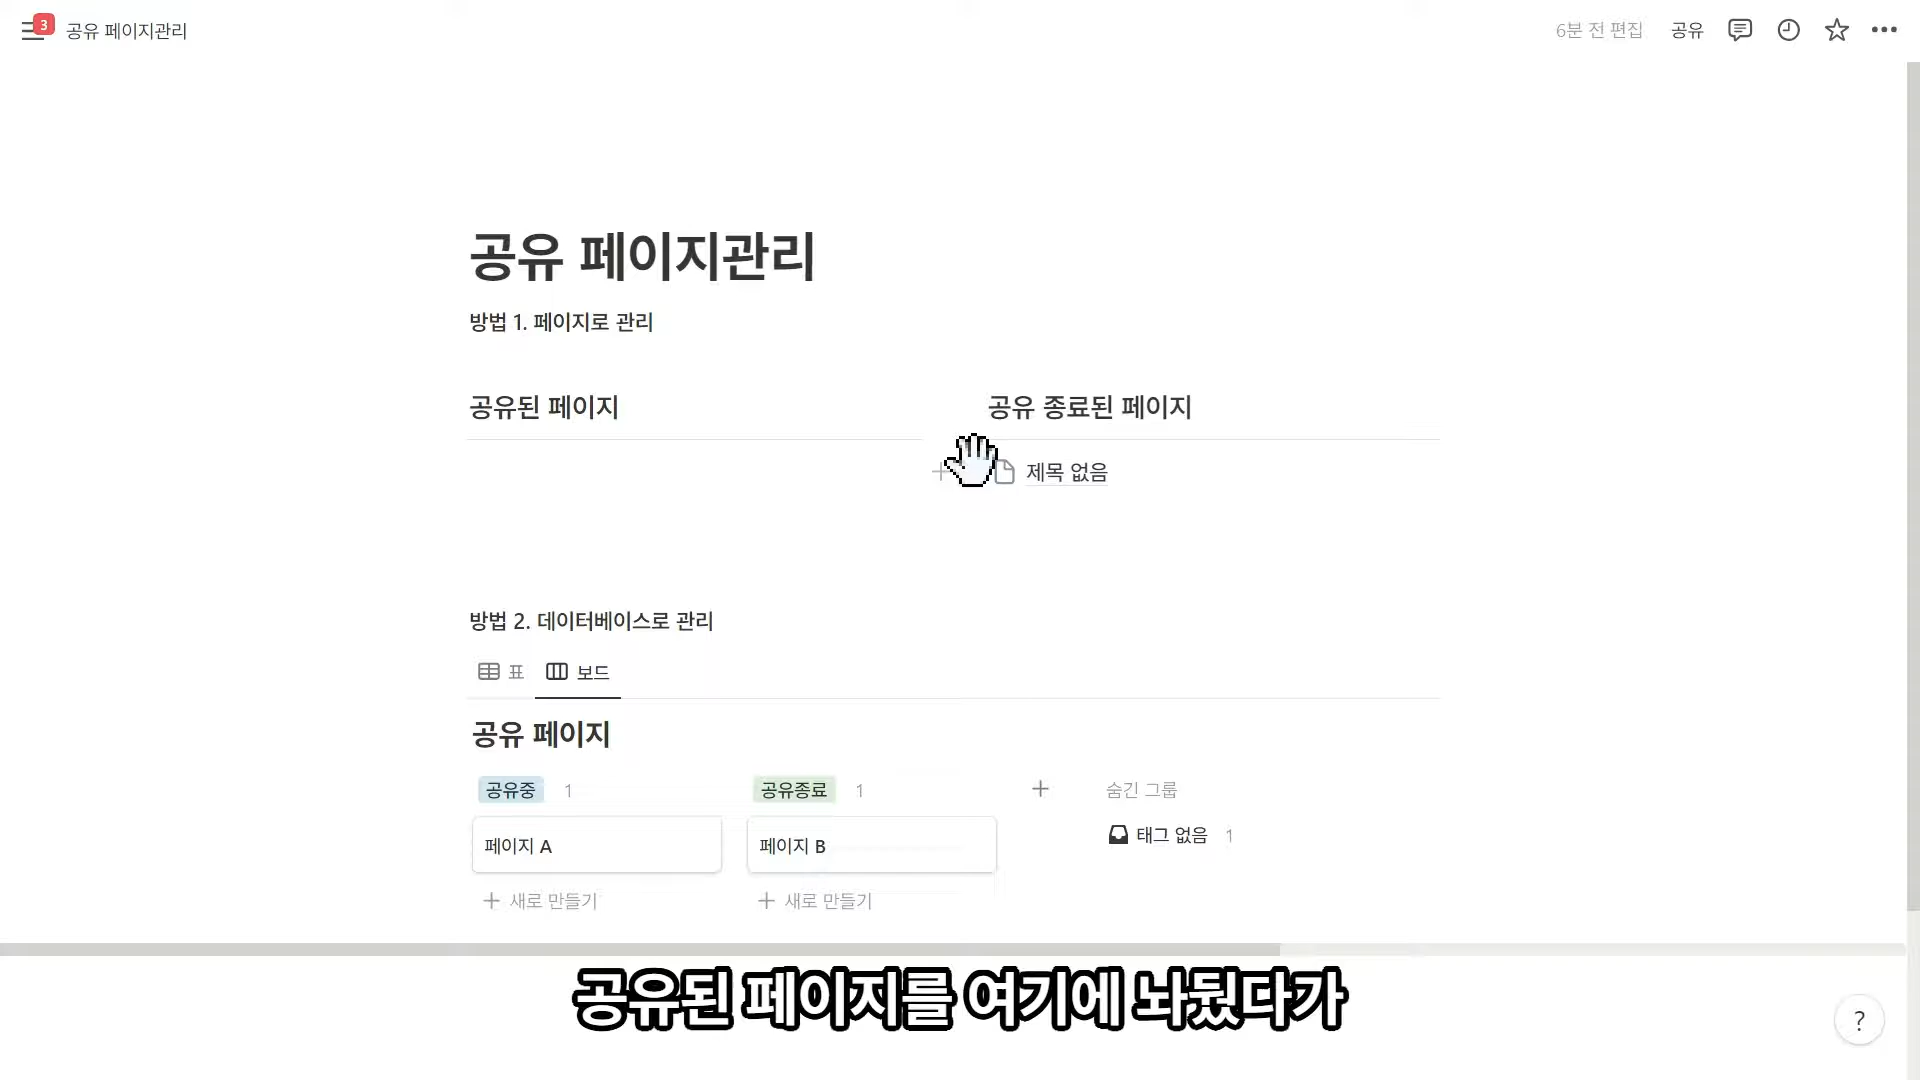 3
공유 페이지관리
6분 전 편집
공유
공유 페이지관리
방법 1. 페이지로 관리
공유된 페이지
공유 종료된 페이지
제목 없음
방법 2. 데이터베이스로 관리
표
보드
공유 페이지
공유중 1
공유종료 1
숨긴 그룹
페이지 A
페이지 B
태그 없음 1
새로 만들기
새로 만들기
공유된 페이지를 여기에 놔뒀다가
?